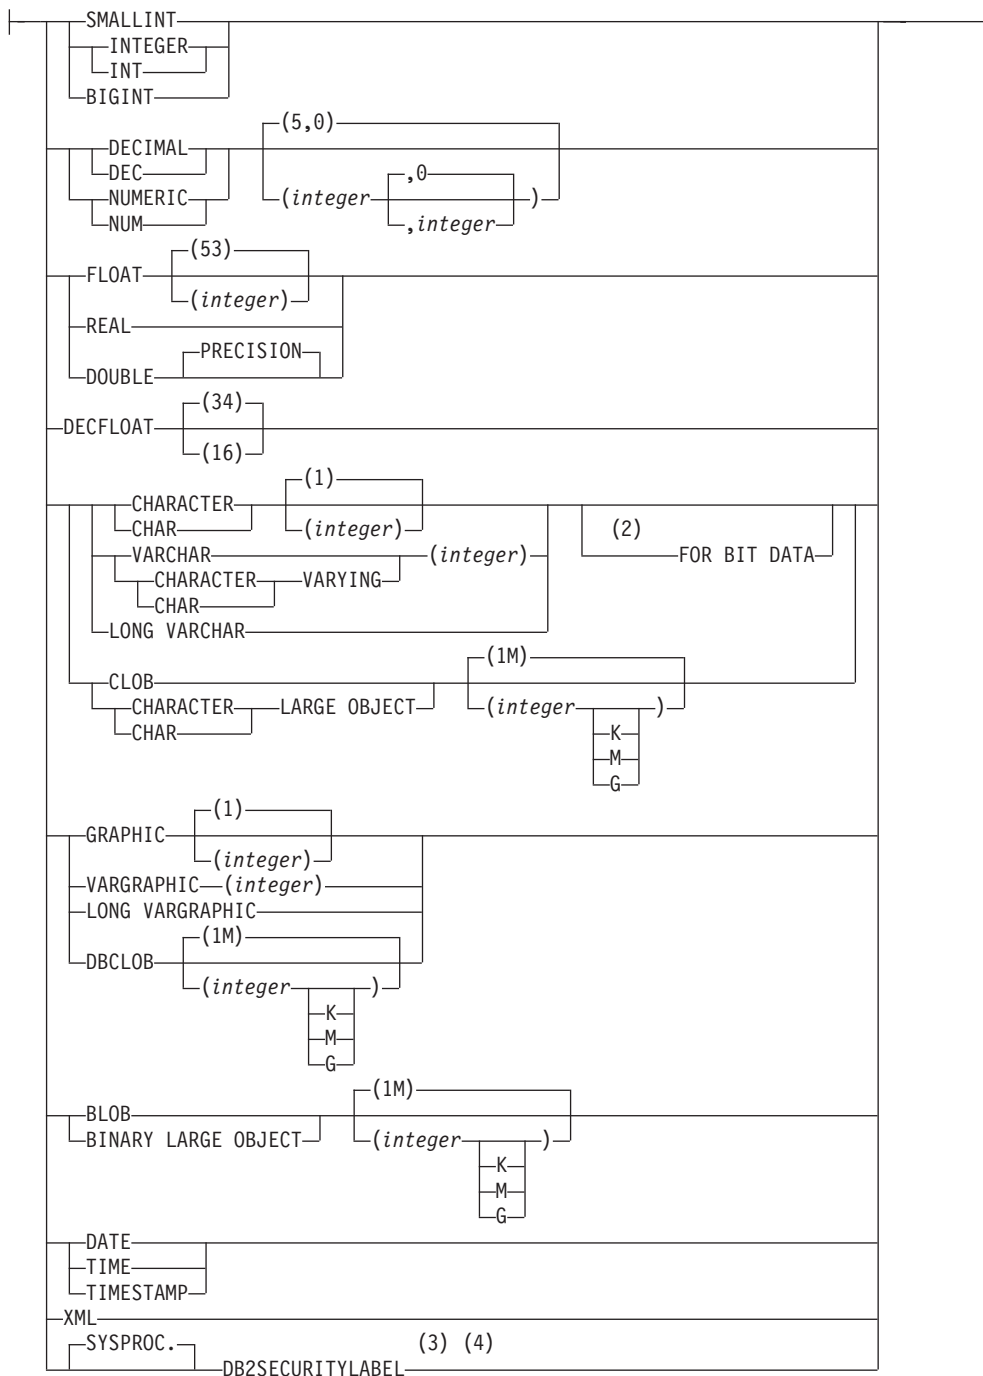 SMALLINT
INTEGER
INT
BIGINT
(5,0)
DECIMAL
DEC ,0
NUMERIC (integer )
NUM ,integer
(53)
FLOAT
(integer)
REAL
PRECISION
DOUBLE
(34)
DECFLOAT
(16)
(1)
CHARACTER
CHAR (integer) (2)
VARCHAR (integer) FOR BIT DATA
CHARACTER VARYING
CHAR
LONG VARCHAR
(1M)
CLOB
CHARACTER LARGE OBJECT (integer )
CHAR K
M
G
(1)
GRAPHIC
(integer)
VARGRAPHIC (integer)
LONG VARGRAPHIC
(1M)
DBCLOB
(integer )
K
M
G
(1M)
BLOB
BINARY LARGE OBJECT (integer )
K
M
G
DATE
TIME
TIMESTAMP
XML
SYSPROC. (3) (4)
DB2SECURITYLABEL